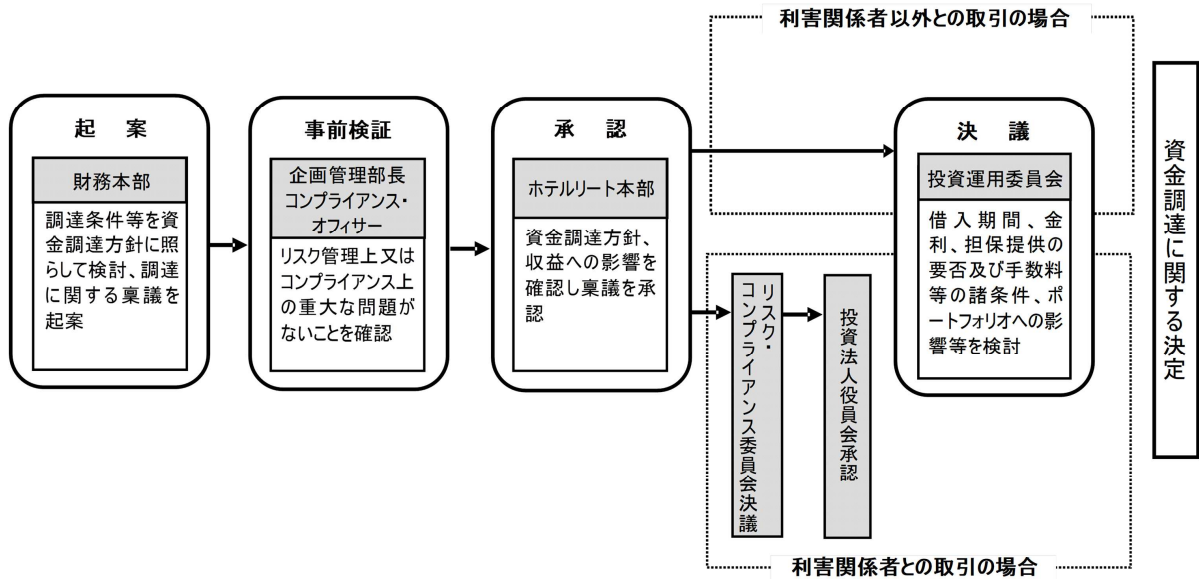 利害関係者以外との取引の場合
起　案
財務本部
調達条件等を資
金調達方針に照
らして検討、調達
に関する稟議を
起案
事前検証
企画管理部長
コンプライアンス・
オフィサー
リスク管理上又は
コンプライアンス上
の重大な問題が
ないことを確認
承　認
ホテルリート本部
資金調達方針、
収益への影響を
確認し稟議を承
認
リスク・
コンプライアンス委員会決議
投資法人役員会承認
決　議
投資運用委員会
借入期間、金
利、担保提供の
要否及び手数料
等の諸条件、ポ
ートフォリオへの影
響等を検討
資金調達に関する決定
利害関係者との取引の場合